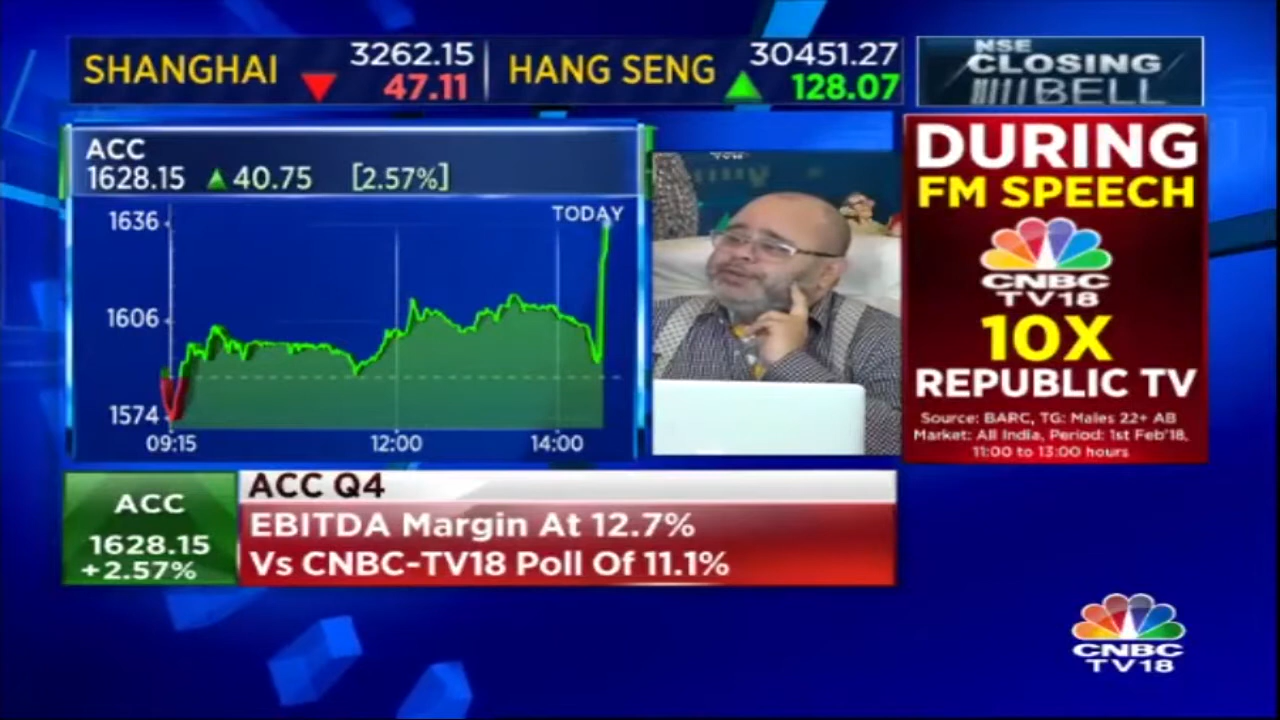 SHANGHAI 3262.15 47.11 HANG SENG 30451.27 128.07
NSE
CLOSING
BELL
ACC
1628.15 40.75 [2.57%]
TODAY
1636
1606
1574
09:15 12:00 14:00
DURING
FM SPEECH
CNBC
TV18
10X
REPUBLIC TV
Source: BARC, TG: Males 22+ AB
Market: All India, Period: 1st Feb'18,
11:00 to 13:00 hours
ACC
1628.15
+2.57%
ACC Q4
EBITDA Margin At 12.7%
Vs CNBC-TV18 Poll Of 11.1%
CNBC
TV18